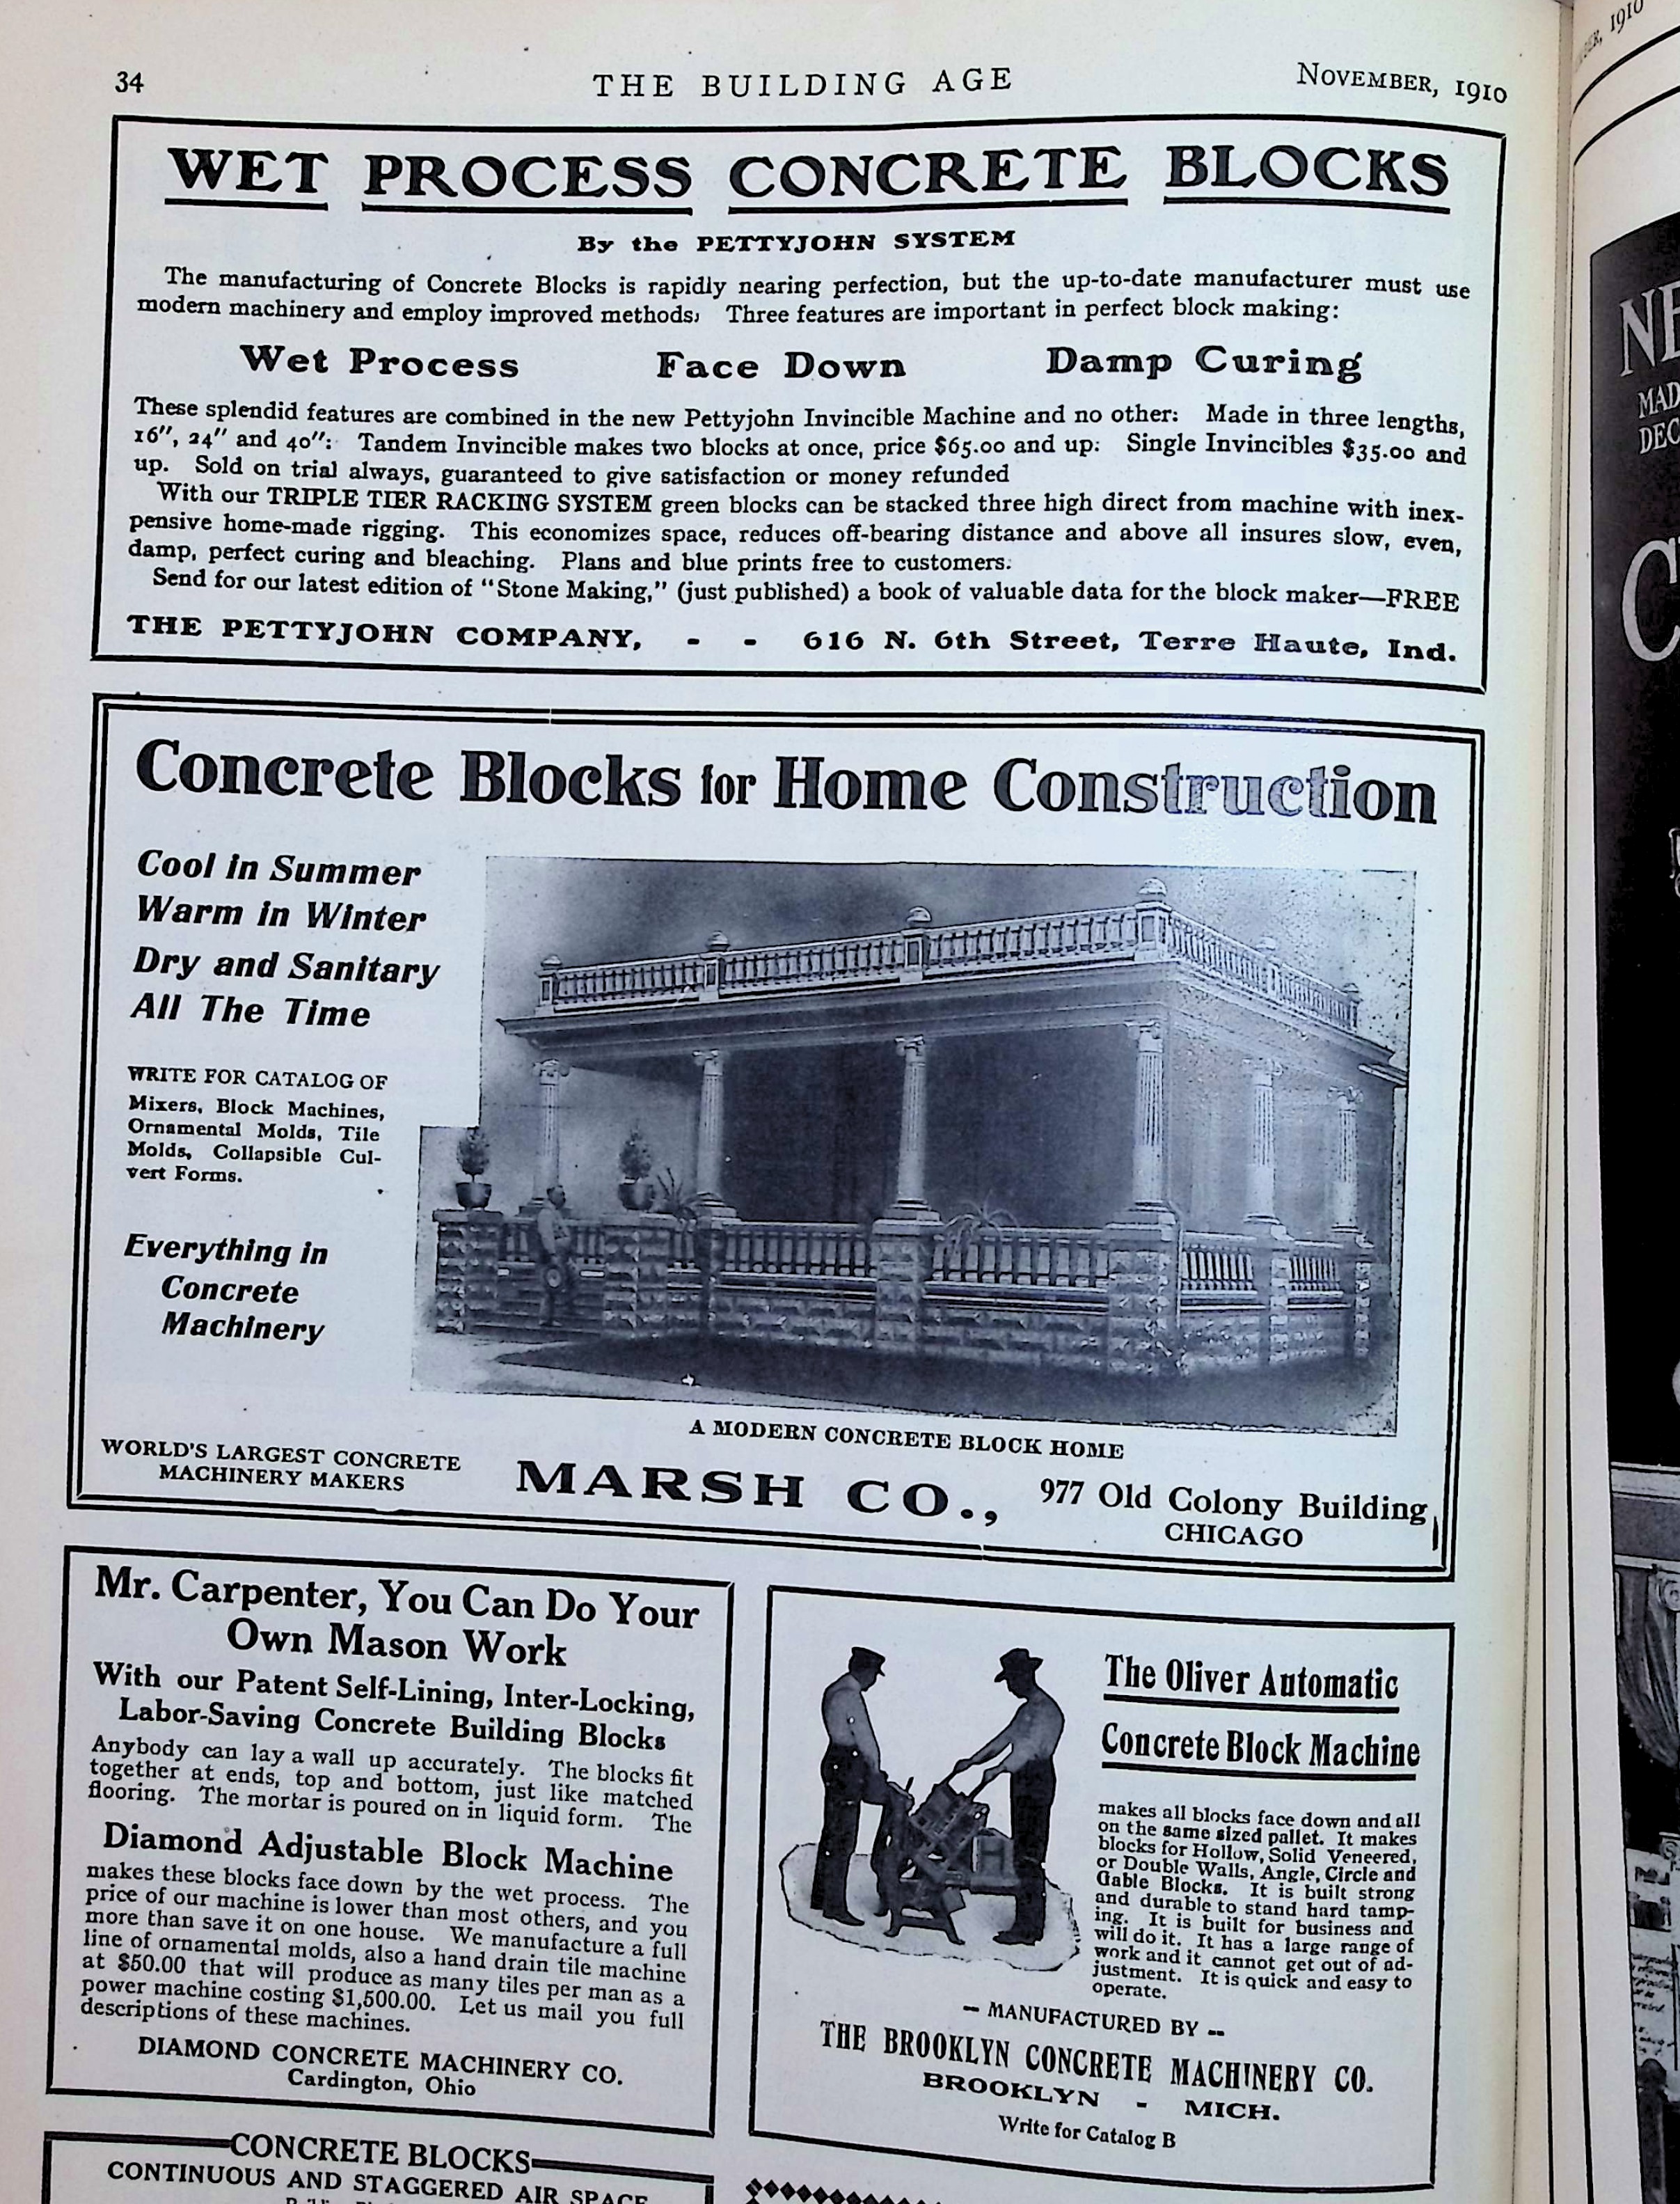 34
THE BUILDING AGE
NOVEMBER, 1910
WET PROCESS CONCRETE BLOCKS
By the PETTYJOHN SYSTEM
The manufacturing of Concrete Blocks is rapidly nearing perfection, but the up-to-date manufacturer must use
modern machinery and employ improved methods, Three features are important in perfect block making:
Wet Process Face Down Damp Curing
These splendid features are combined in the new Pettyjohn Invincible Machine and no other: Made in three lengths,
16″, 24″ and 40″: Tandem Invincible makes two blocks at once, price $65.00 and up: Single Invincibles $35.00 and
up. Sold on trial always, guaranteed to give satisfaction or money refunded
With our TRIPLE TIER RACKING SYSTEM green blocks can be stacked three high direct from machine with inex-
pensive home-made rigging. This economizes space, reduces off-bearing distance and above all insures slow, even,
damp, perfect curing and bleaching. Plans and blue prints free to customers.
Send for our latest edition of "Stone Making," (just published) a book of valuable data for the block maker—FREE
THE PETTYJOHN COMPANY, - - 616 N. 6th Street, Terre Haute, Ind.
Concrete Blocks for Home Construction
Cool in Summer
Warm in Winter
Dry and Sanitary
All The Time
WRITE FOR CATALOG OF
Mixers, Block Machines,
Ornamental Molds, Tile
Molds, Collapsible Cul-
vert Forms.
Everything in
Concrete
Machinery
A MODERN CONCRETE BLOCK HOME
WORLD'S LARGEST CONCRETE
MACHINERY MAKERS
MARSH CO., 977 Old Colony Building
CHICAGO
Mr. Carpenter, You Can Do Your
Own Mason Work
With our Patent Self-Lining, Inter-Locking,
Labor-Saving Concrete Building Blocks
Anybody can lay a wall up accurately. The blocks fit
together at ends, top and bottom, just like matched
flooring. The mortar is poured on in liquid form. The
Diamond Adjustable Block Machine
makes these blocks face down by the wet process. The
price of our machine is lower than most others, and you
more than save it on one house. We manufacture a full
line of ornamental molds, also a hand drain tile machine
at $50.00 that will produce as many tiles per man as a
power machine costing $1,500.00. Let us mail you full
descriptions of these machines.
DIAMOND CONCRETE MACHINERY CO.
Cardington, Ohio
The Oliver Automatic
Concrete Block Machine
makes all blocks face down and all
on the same sized pallet. It makes
blocks for Hollow, Solid Veneered,
or Double Walls, Angle, Circle and
Gable Blocks. It is built strong
and durable to stand hard tamp-
ing. It is built for business and
will do it. It has a large range of
work and it cannot get out of ad-
justment. It is quick and easy to
operate.
-- MANUFACTURED BY --
THE BROOKLYN CONCRETE MACHINERY CO.
BROOKLYN - MICH.
Write for Catalog B
CONCRETE BLOCKS
CONTINUOUS AND STAGGERED AIR SPACE
1910
NE
MAD
DEC